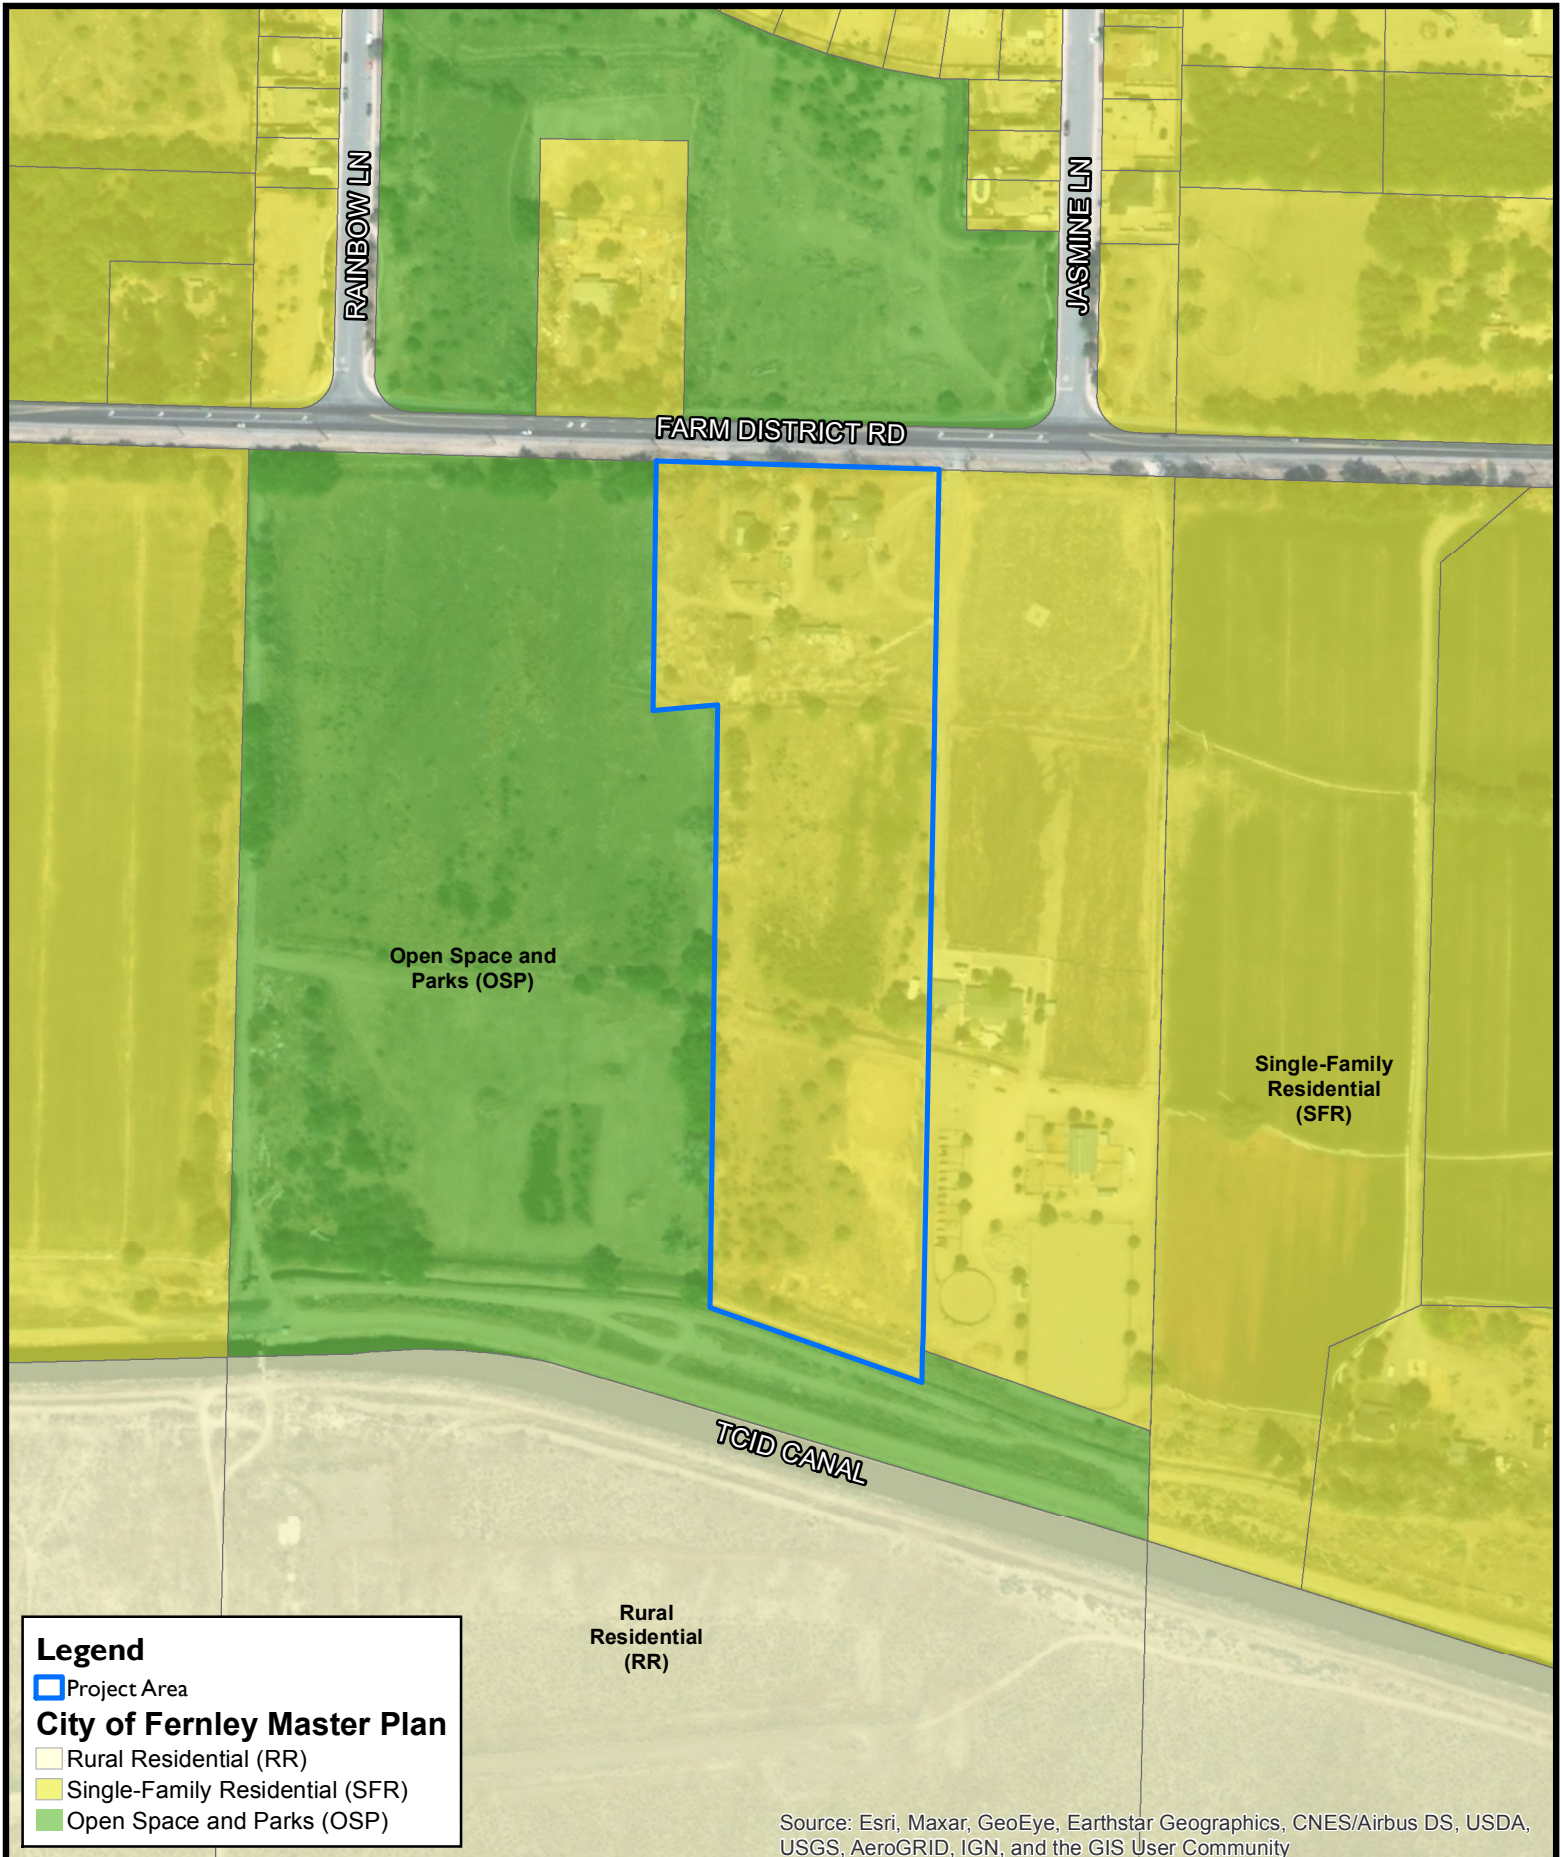 RAINBOW LN
JASMINE LN
FARM DISTRICT RD
Open Space and
Parks (OSP)
Single-Family
Residential
(SFR)
TCID CANAL
Rural
Residential
(RR)
Legend
Project Area
City of Fernley Master Plan
Rural Residential (RR)
Single-Family Residential (SFR)
Open Space and Parks (OSP)
Source: Esri, Maxar, GeoEye, Earthstar Geographics, CNES/Airbus DS, USDA,
USGS, AeroGRID, IGN, and the GIS User Community